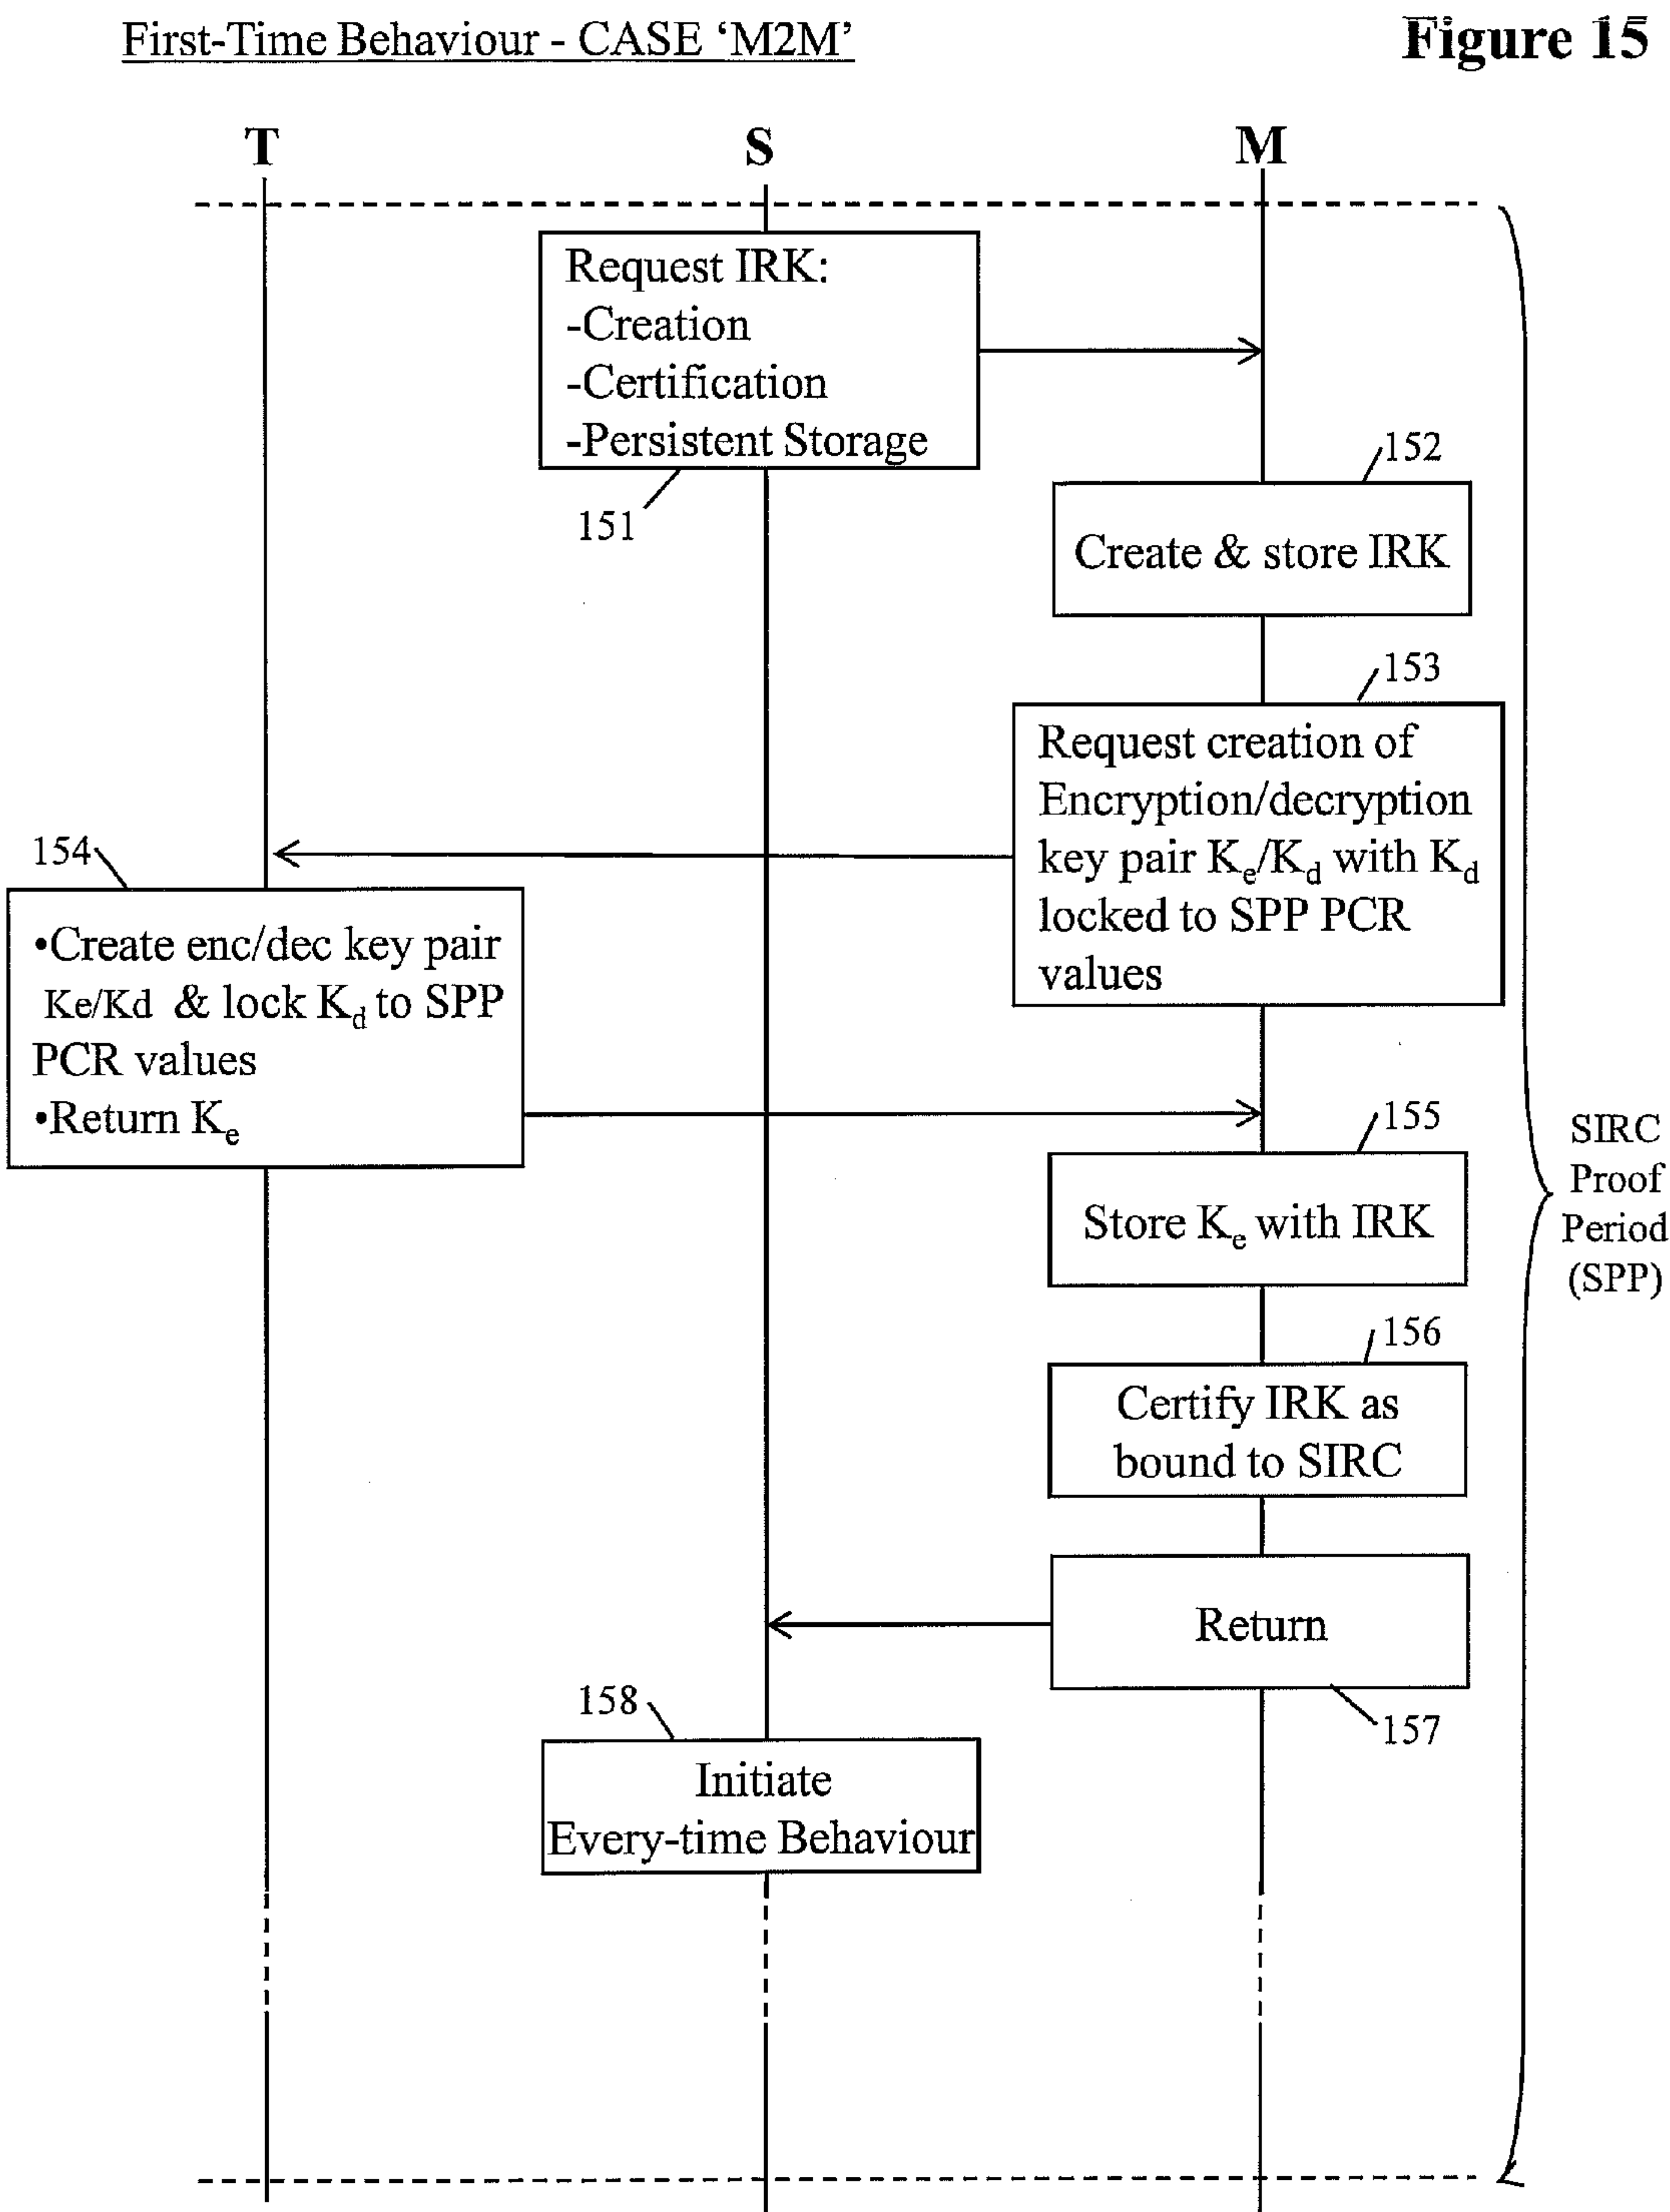 First-Time Behaviour - CASE ‘M2M’
Figure 15
T
S
M
Request IRK:
-Creation
-Certification
-Persistent Storage
151
152
Create & store IRK
153
Request creation of
Encryption/decryption
key pair Ke/Kd with Kd
locked to SPP PCR
values
154
•Create enc/dec key pair
Ke/Kd & lock Kd to SPP
PCR values
•Return Ke
155
Store Ke with IRK
SIRC
Proof
Period
(SPP)
156
Certify IRK as
bound to SIRC
Return
157
158
Initiate
Every-time Behaviour